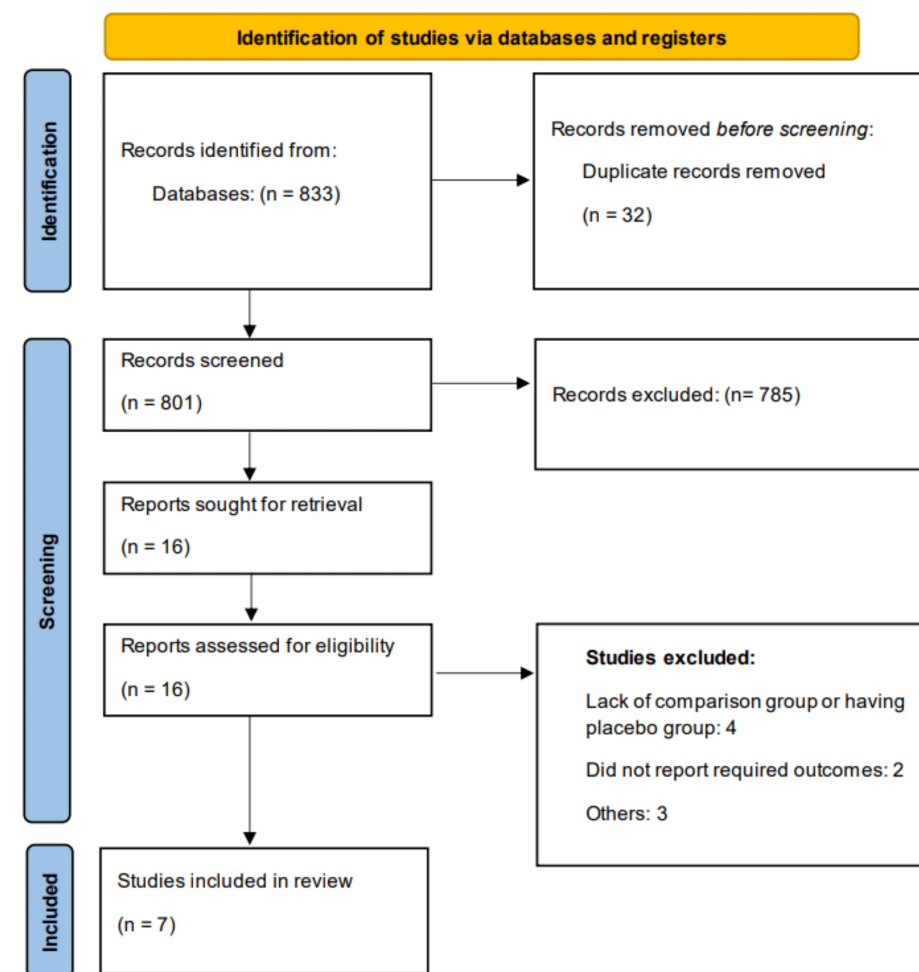 Identification of studies via databases and registers
Identification
Records identified from:
Databases: (n = 833)
Records removed before screening:
Duplicate records removed
(n = 32)
Screening
Records screened
(n = 801)
Records excluded: (n= 785)
Reports sought for retrieval
(n = 16)
Reports assessed for eligibility
(n = 16)
Studies excluded:
Lack of comparison group or having
placebo group: 4
Did not report required outcomes: 2
Others: 3
Included
Studies included in review
(n = 7)